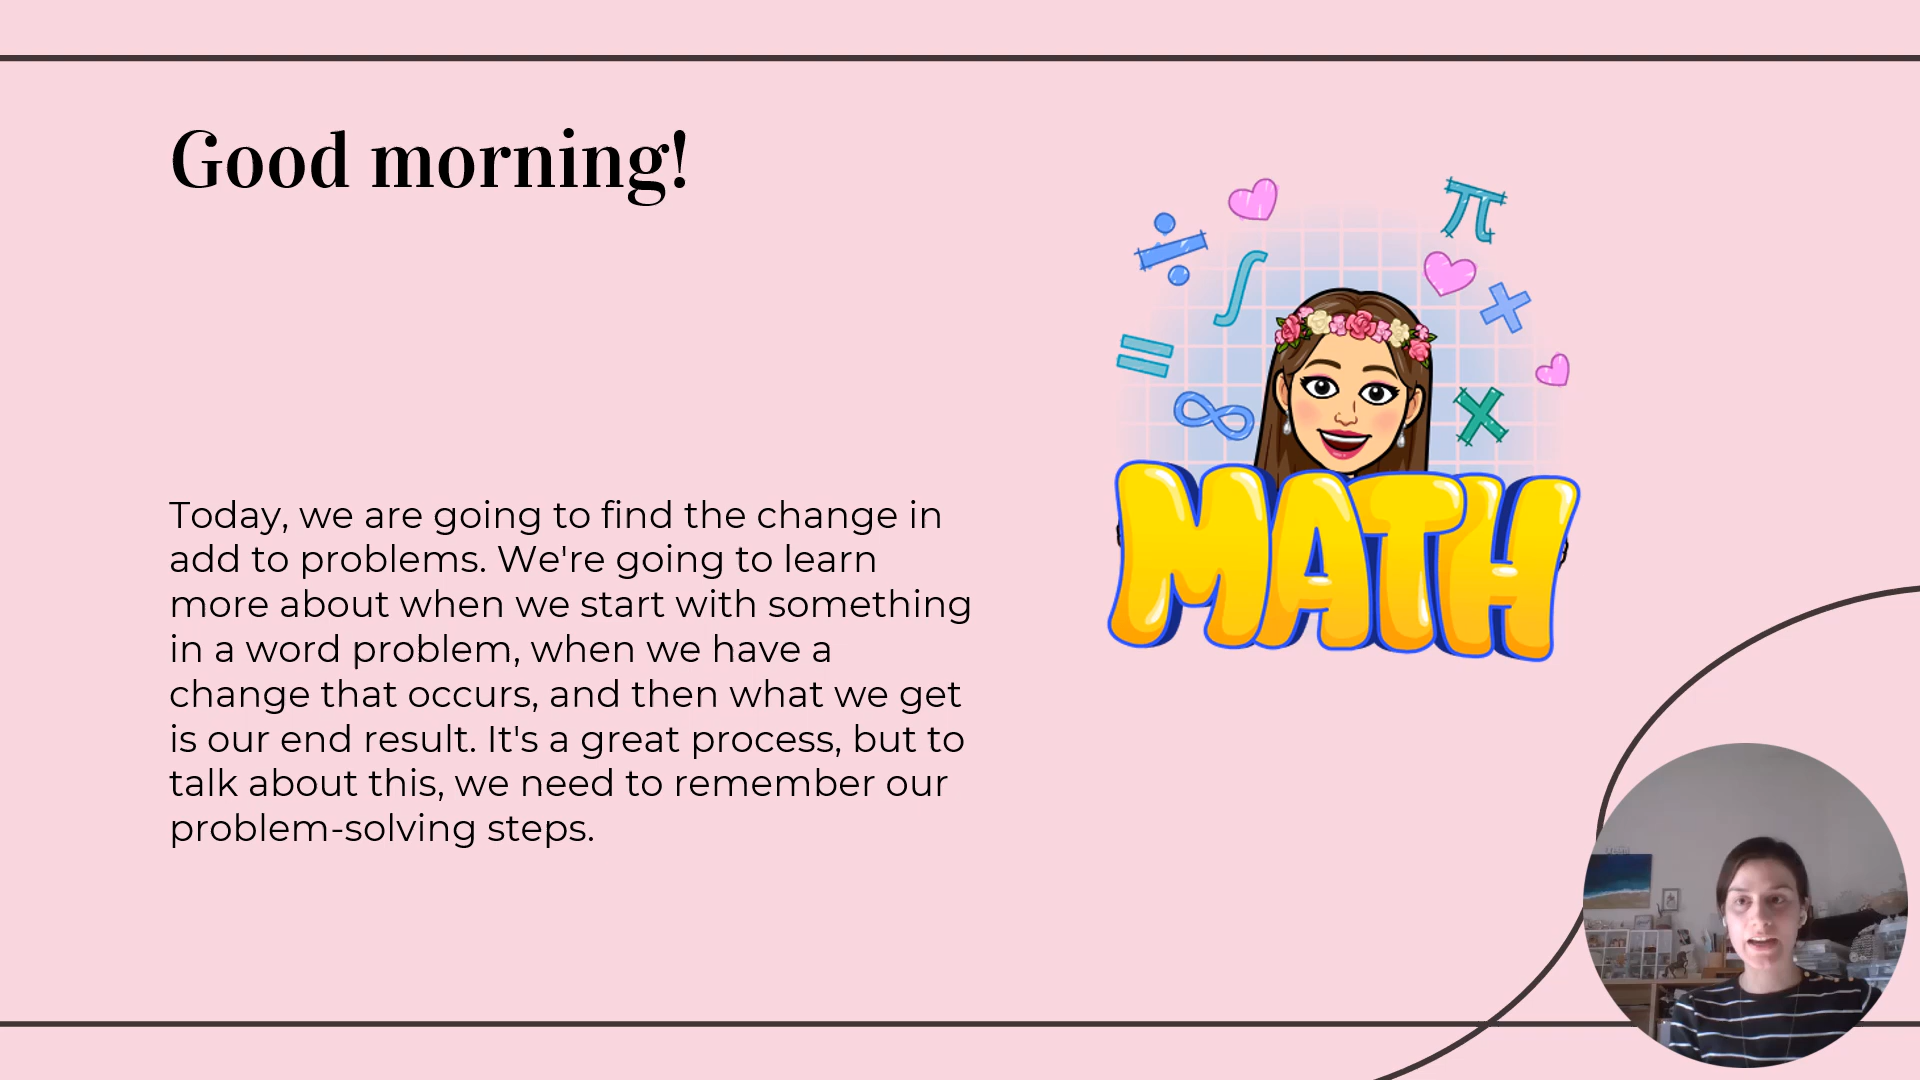 Good morning!
Today, we are going to find the change in
add to problems. We're going to learn
more about when we start with something
in a word problem, when we have a
change that occurs, and then what we get
is our end result. It's a great process, but to
talk about this, we need to remember our
problem-solving steps.
÷
∫
π
×
=
∞
×
MATH